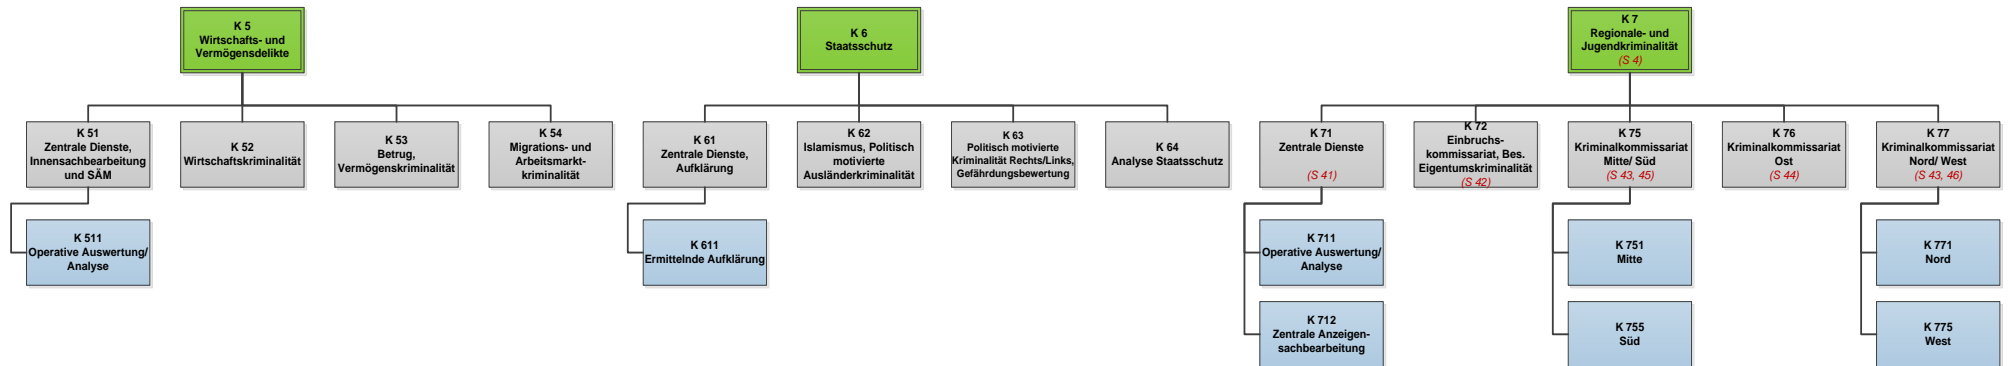 K 5
Wirtschafts- und
Vermögensdelikte
K 6
Staatsschutz
K 7
Regionale- und
Jugendkriminalität
(S 4)
K 51
Zentrale Dienste,
Innensachbearbeitung
und SÄM
K 52
Wirtschaftskriminalität
K 53
Betrug,
Vermögenskriminalität
K 54
Migrations- und
Arbeitsmarkt-
kriminalität
K 61
Zentrale Dienste,
Aufklärung
K 62
Islamismus, Politisch
motivierte
Ausländerkriminalität
K 63
Politisch motivierte
Kriminalität Rechts/Links,
Gefährdungsbewertung
K 64
Analyse Staatsschutz
K 71
Zentrale Dienste
(S 41)
K 72
Einbruchs-
kommissariat, Bes.
Eigentumskriminalität
(S 42)
K 75
Kriminalkommissariat
Mitte/ Süd
(S 43, 45)
K 76
Kriminalkommissariat
Ost
(S 44)
K 77
Kriminalkommissariat
Nord/ West
(S 43, 46)
K 511
Operative Auswertung/
Analyse
K 611
Ermittelnde Aufklärung
K 711
Operative Auswertung/
Analyse
K 751
Mitte
K 771
Nord
K 712
Zentrale Anzeigen-
sachbearbeitung
K 755
Süd
K 775
West